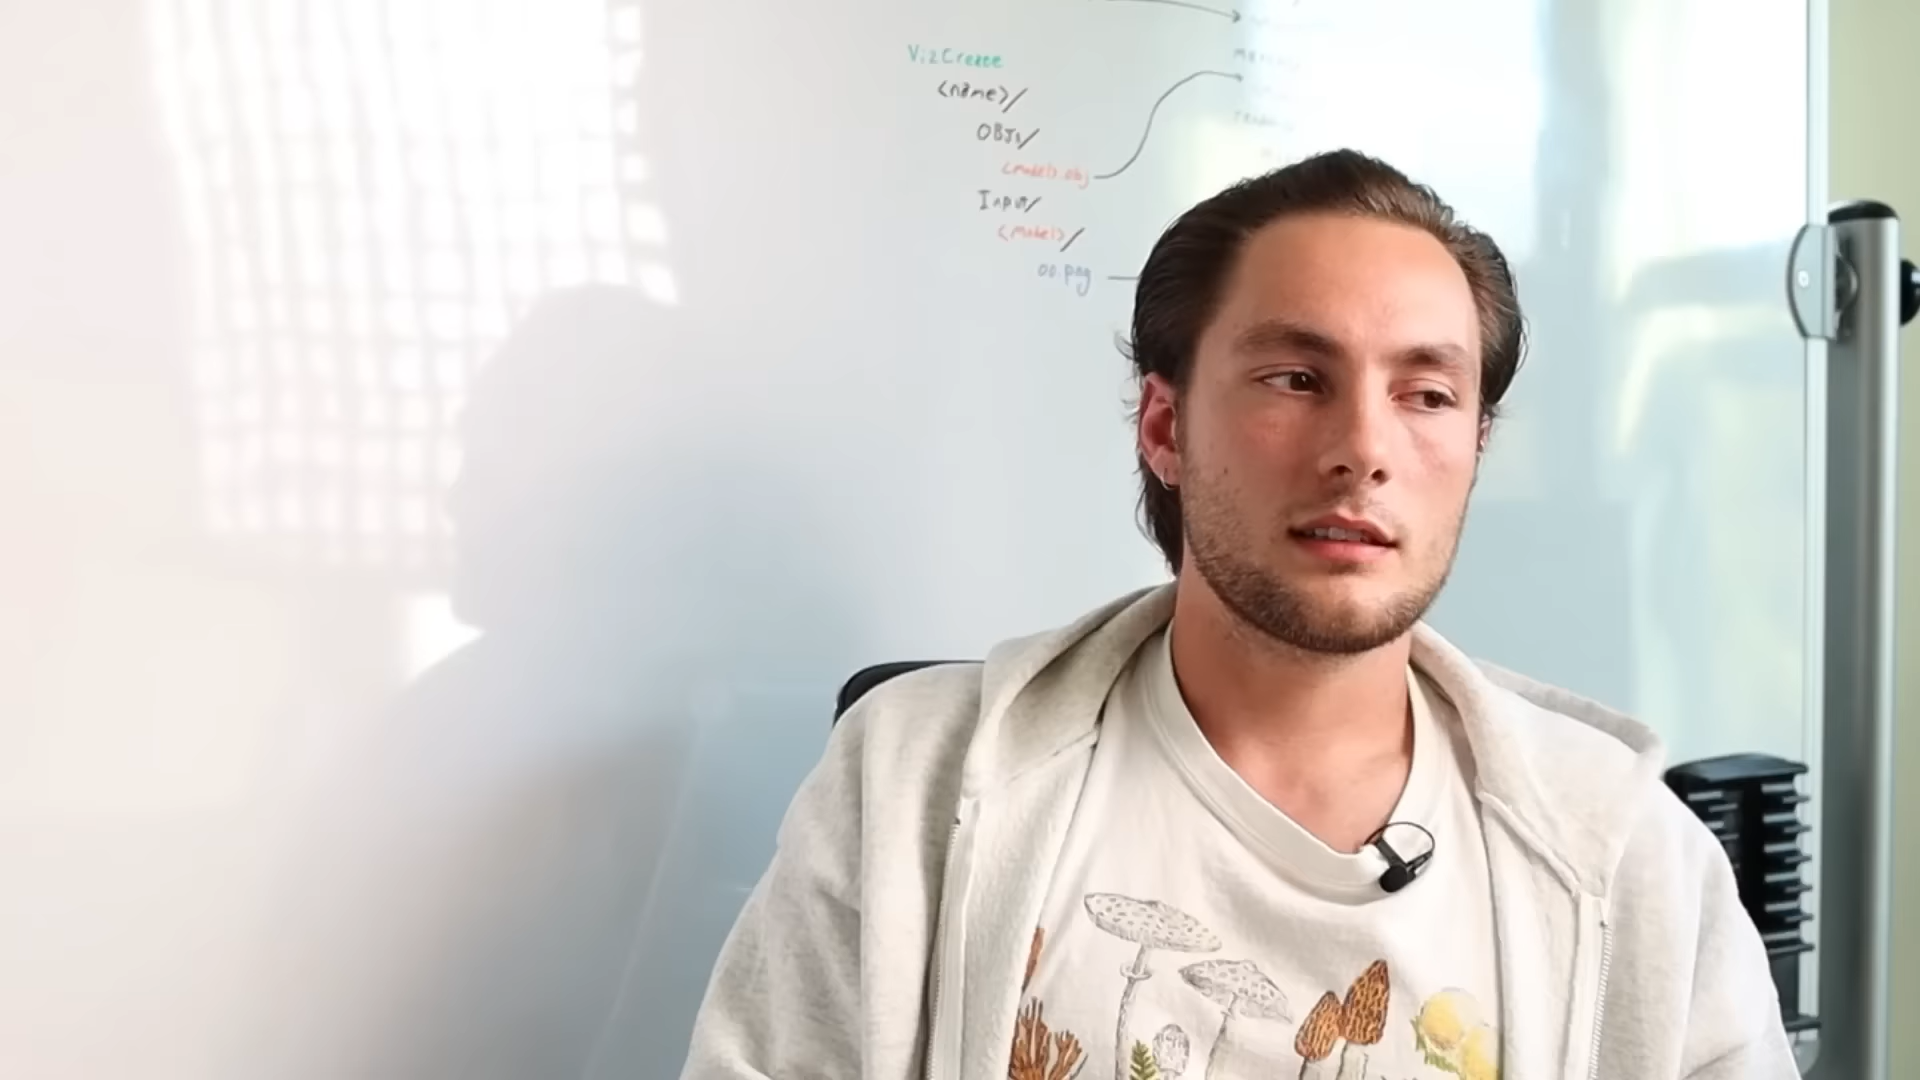 VizCreate
<name>/
OBJs/
<model>.obj
Input/
<Model>/
00.png